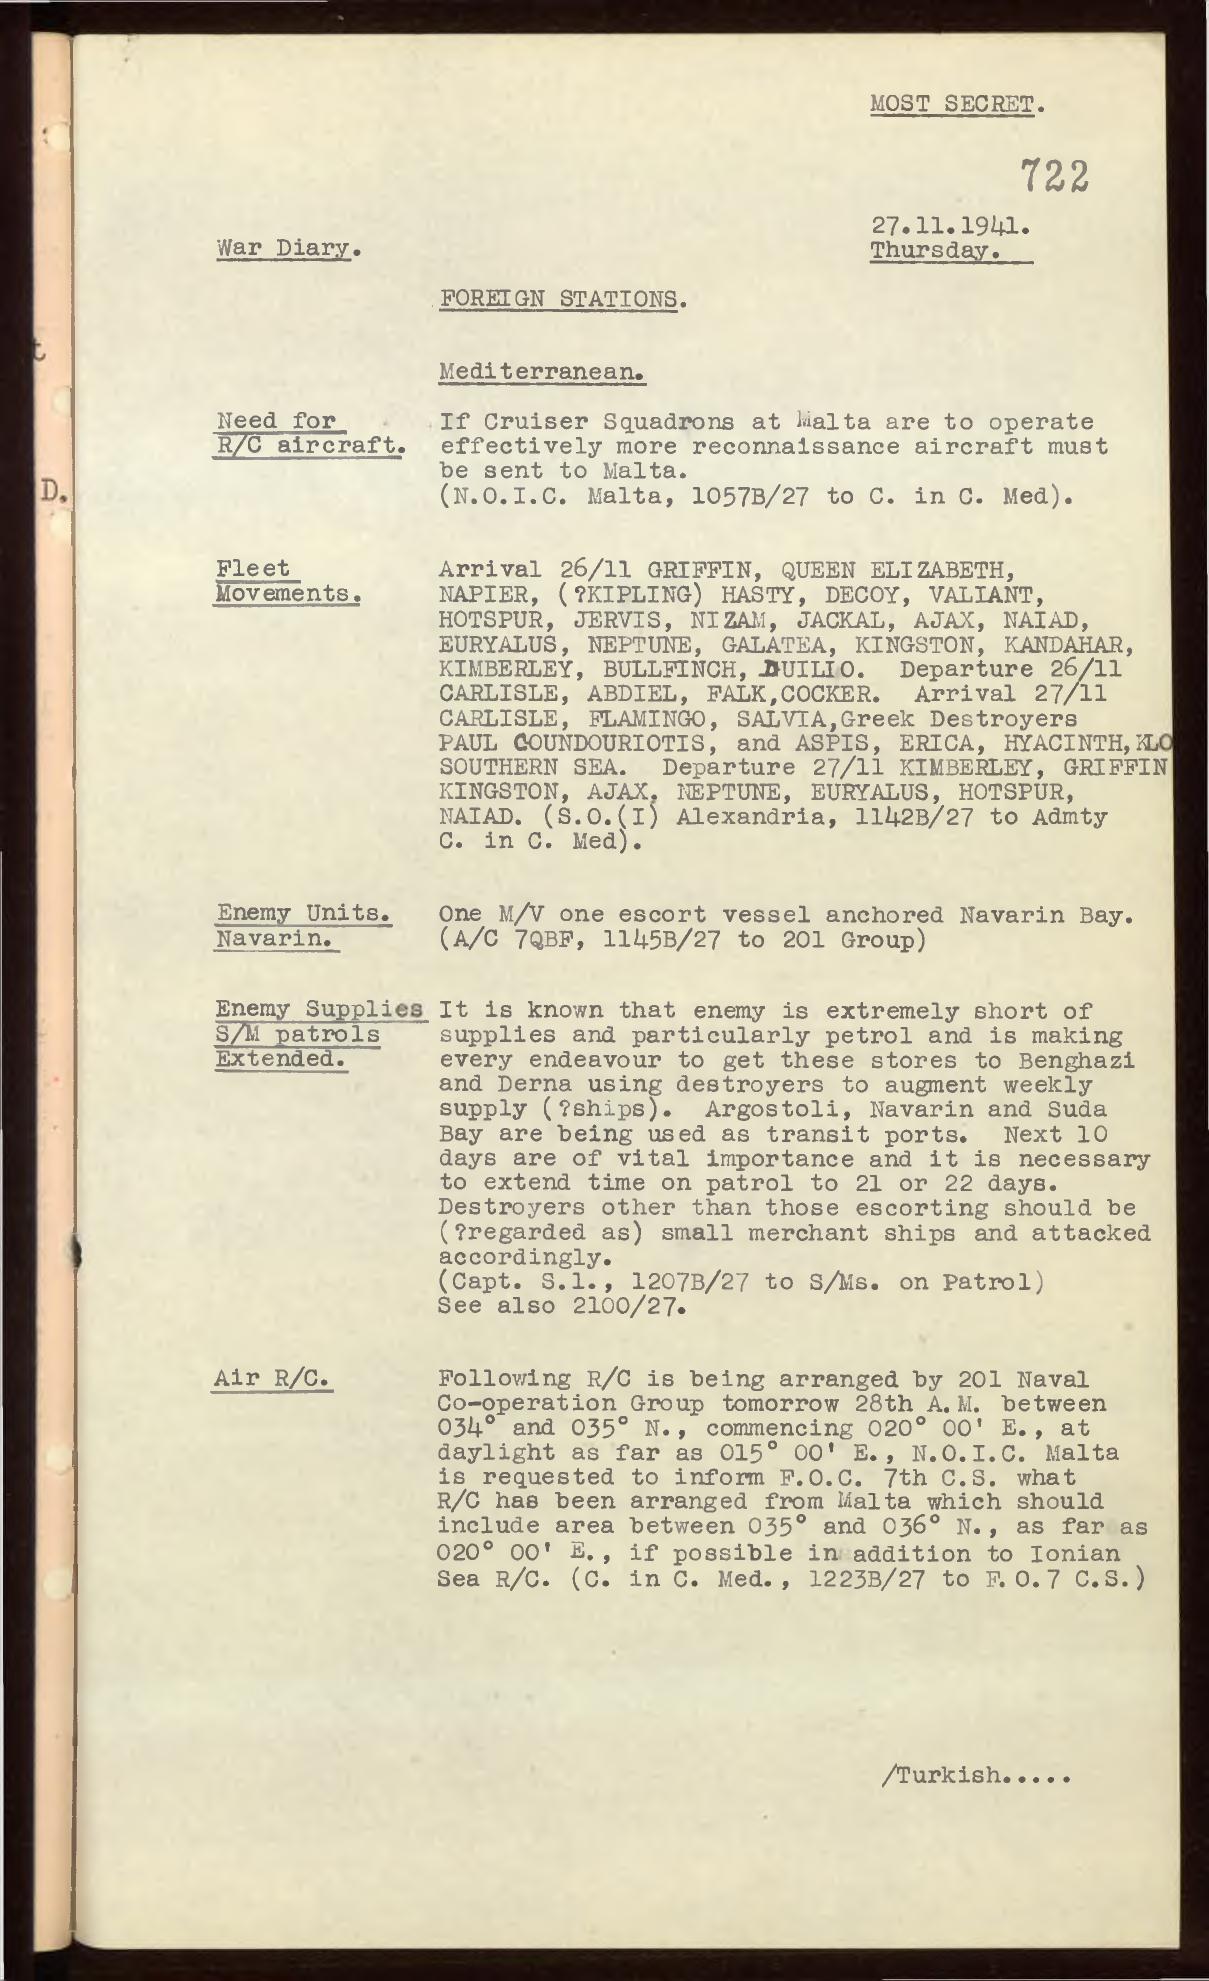 MOST SECRET.
722
27.11.1941.
Thursday.
War Diary.
FOREIGN STATIONS.
Mediterranean.
Need for
R/C aircraft.
If Cruiser Squadrons at Malta are to operate
effectively more reconnaissance aircraft must
be sent to Malta.
(N.O.I.C. Malta, 1057B/27 to C. in C. Med).
Fleet
Movements.
Arrival 26/11 GRIFFIN, QUEEN ELIZABETH,
NAPIER, (?KIPLING) HASTY, DECOY, VALIANT,
HOTSPUR, JERVIS, NIZAM, JACKAL, AJAX, NAIAD,
EURYALUS, NEPTUNE, GALATEA, KINGSTON, KANDAHAR,
KIMBERLEY, BULLFINCH, DUILIO. Departure 26/11
CARLISLE, ABDIEL, FALK,COCKER. Arrival 27/11
CARLISLE, FLAMINGO, SALVIA,Greek Destroyers
PAUL COUNDOURIOTIS, and ASPIS, ERICA, HYACINTH,KLO
SOUTHERN SEA. Departure 27/11 KIMBERLEY, GRIFFIN
KINGSTON, AJAX, NEPTUNE, EURYALUS, HOTSPUR,
NAIAD. (S.O.(I) Alexandria, 1142B/27 to Admty
C. in C. Med).
Enemy Units.
Navarin.
One M/V one escort vessel anchored Navarin Bay.
(A/C 7QBF, 1145B/27 to 201 Group)
Enemy Supplies
S/M patrols
Extended.
It is known that enemy is extremely short of
supplies and particularly petrol and is making
every endeavour to get these stores to Benghazi
and Derna using destroyers to augment weekly
supply (?ships). Argostoli, Navarin and Suda
Bay are being used as transit ports. Next 10
days are of vital importance and it is necessary
to extend time on patrol to 21 or 22 days.
Destroyers other than those escorting should be
(?regarded as) small merchant ships and attacked
accordingly.
(Capt. S.1., 1207B/27 to S/Ms. on Patrol)
See also 2100/27.
Air R/C.
Following R/C is being arranged by 201 Naval
Co-operation Group tomorrow 28th A.M. between
034° and 035° N., commencing 020° 00' E., at
daylight as far as 015° 00' E., N.O.I.C. Malta
is requested to inform F.O.C. 7th C.S. what
R/C has been arranged from Malta which should
include area between 035° and 036° N., as far as
020° 00' E., if possible in addition to Ionian
Sea R/C. (C. in C. Med., 1223B/27 to F.O.7 C.S.)
/Turkish.....
t
D.